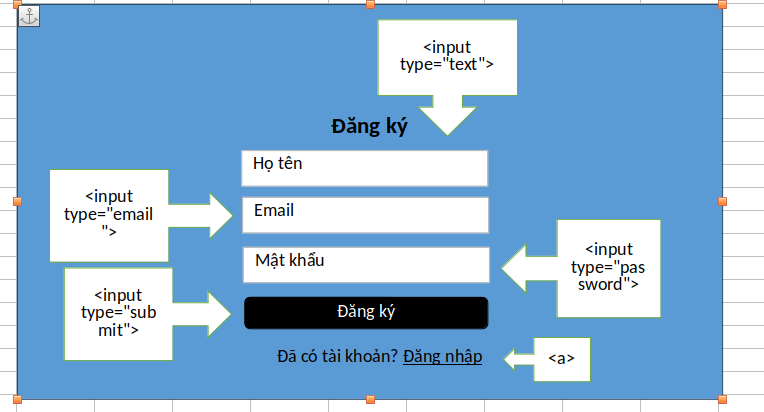 <input
type="text">
Đăng ký
Họ tên
<input
type="email
">
Email
<input
type="pas
sword">
Mật khẩu
<input
type="sub
mit">
Đăng ký
Đã có tài khoản? Đăng nhập
<a>